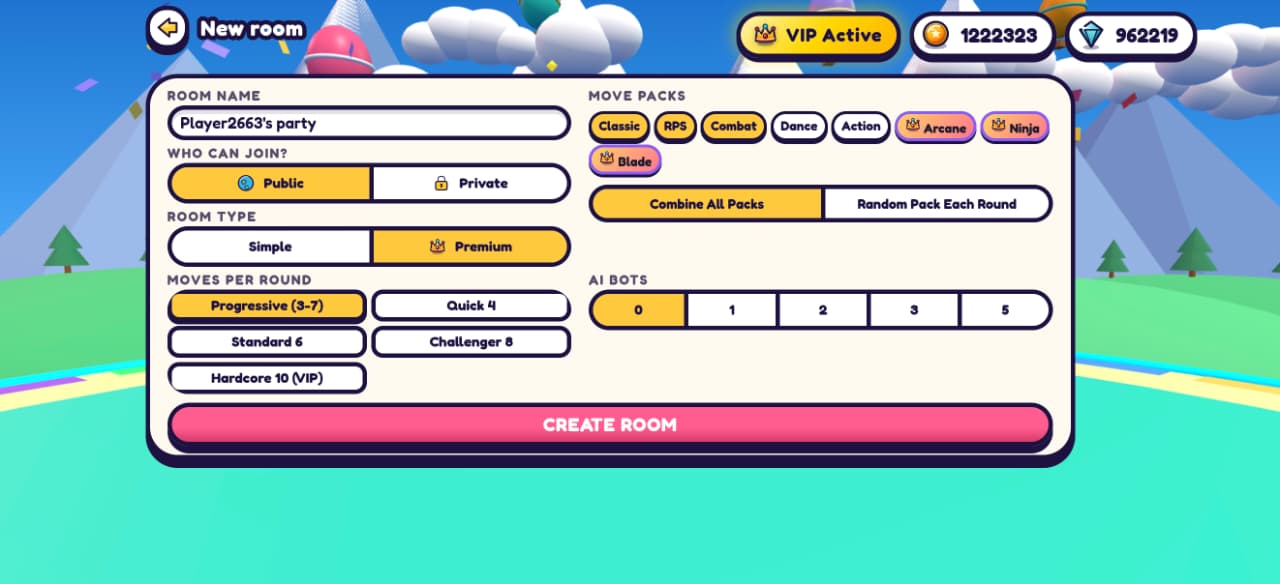 New room
VIP Active
1222323
962219
ROOM NAME
Player2663's party
WHO CAN JOIN?
Public
Private
ROOM TYPE
Simple
Premium
MOVES PER ROUND
Progressive (3-7)
Quick 4
Standard 6
Challenger 8
Hardcore 10 (VIP)
MOVE PACKS
Classic
RPS
Combat
Dance
Action
Arcane
Ninja
Blade
Combine All Packs
Random Pack Each Round
AI BOTS
0
1
2
3
5
CREATE ROOM